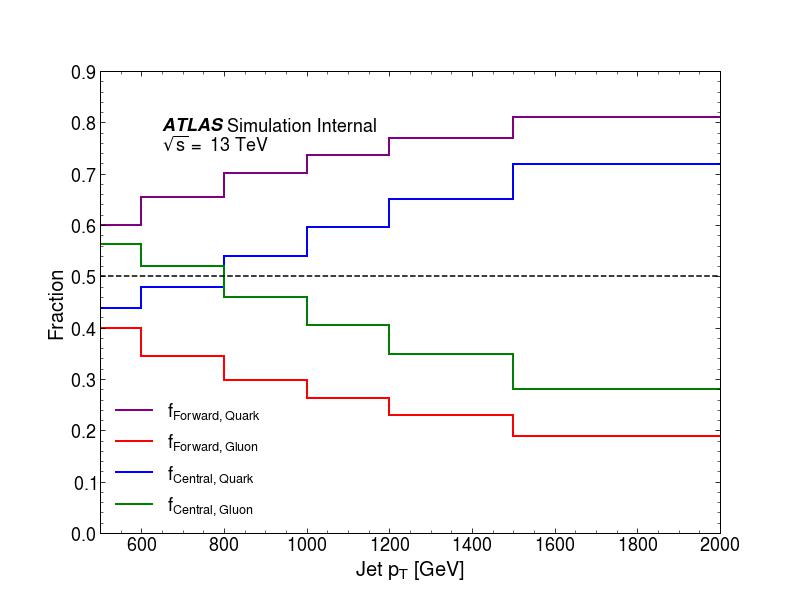 0.9
0.8
0.7
0.6
0.5
0.4
0.3
0.2
0.1
0.0
Fraction
ATLAS Simulation Internal
√s = 13 TeV
f_Forward, Quark
f_Forward, Gluon
f_Central, Quark
f_Central, Gluon
600 800 1000 1200 1400 1600 1800 2000
Jet p_T [GeV]